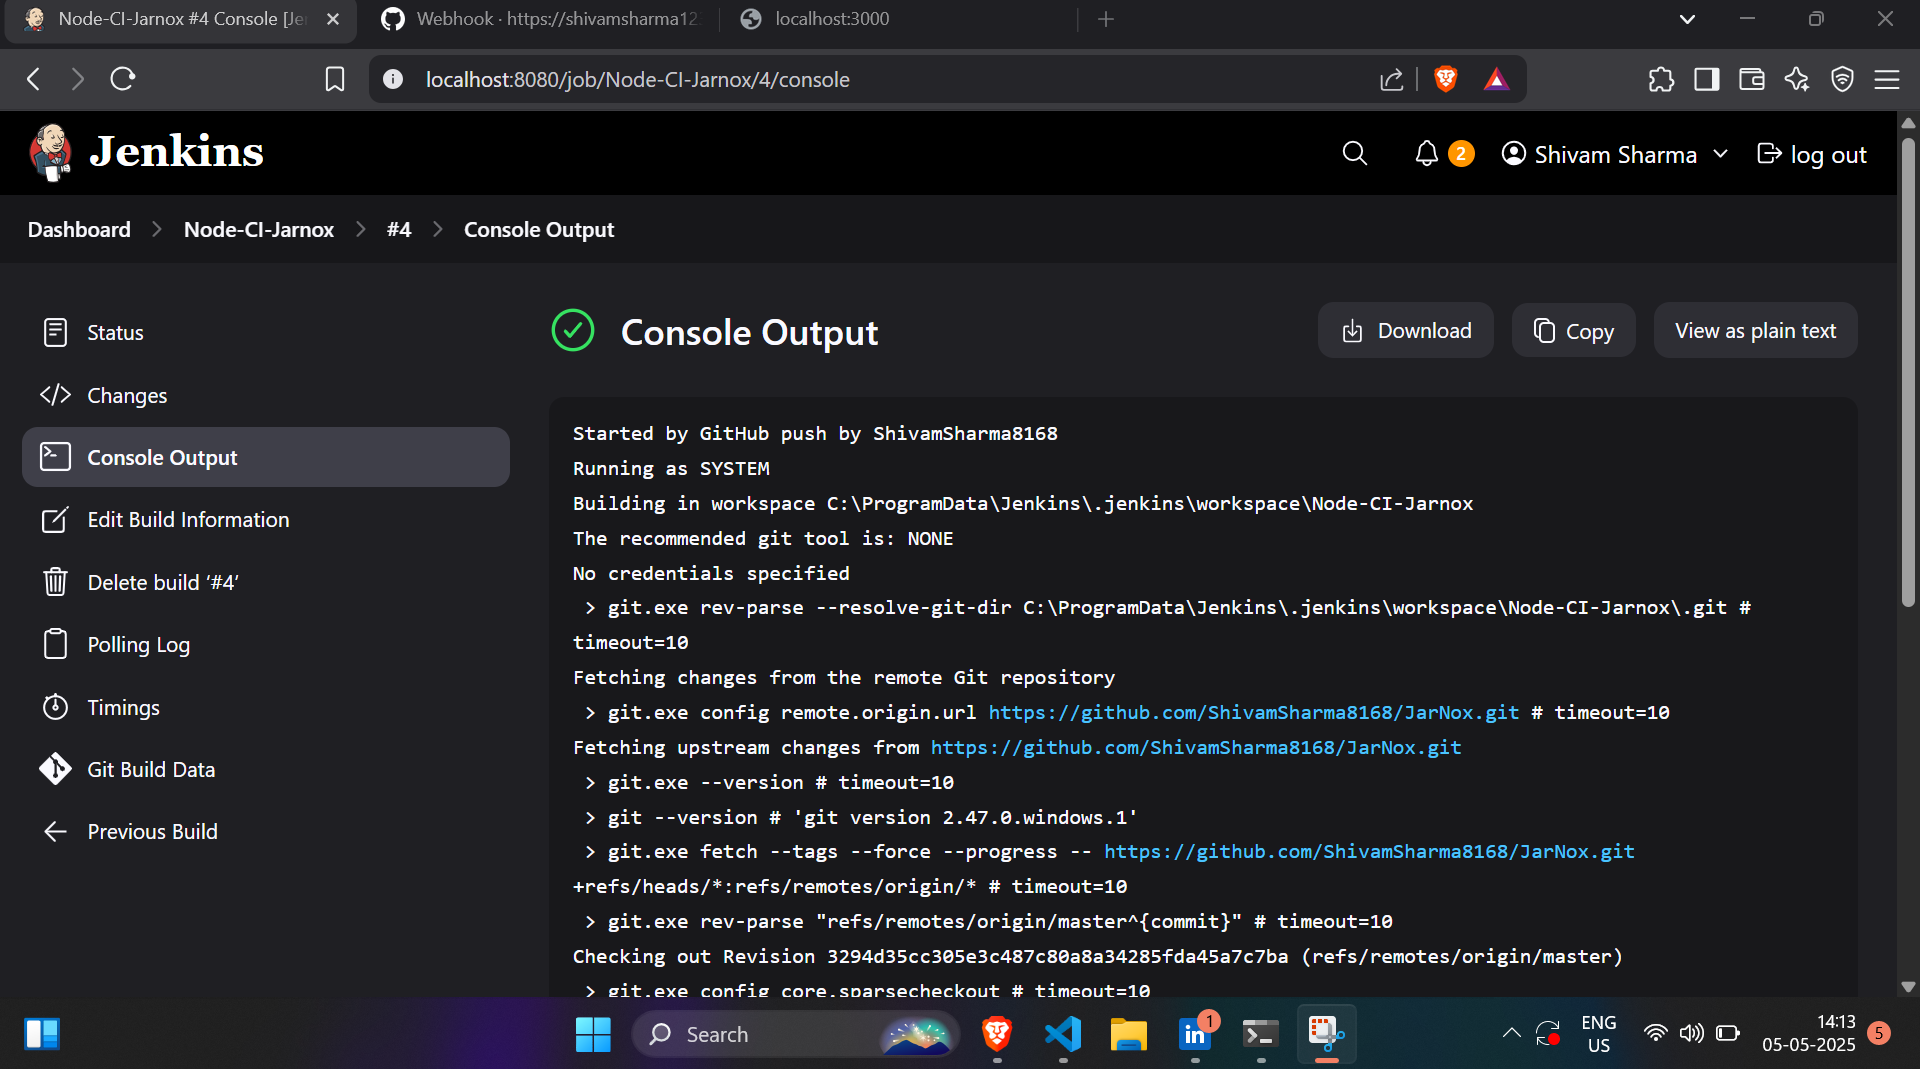 Node-CI-Jarnox #4 Console [Je
Webhook · https://shivamsharma12
localhost:3000
localhost:8080/job/Node-CI-Jarnox/4/console
Jenkins
2
Shivam Sharma
log out
Dashboard
Node-CI-Jarnox
#4
Console Output
Status
Changes
Console Output
Edit Build Information
Delete build ‘#4’
Polling Log
Timings
Git Build Data
Previous Build
Console Output
Download
Copy
View as plain text
Started by GitHub push by ShivamSharma8168
Running as SYSTEM
Building in workspace C:\ProgramData\Jenkins\.jenkins\workspace\Node-CI-Jarnox
The recommended git tool is: NONE
No credentials specified
> git.exe rev-parse --resolve-git-dir C:\ProgramData\Jenkins\.jenkins\workspace\Node-CI-Jarnox\.git #
timeout=10
Fetching changes from the remote Git repository
> git.exe config remote.origin.url https://github.com/ShivamSharma8168/JarNox.git # timeout=10
Fetching upstream changes from https://github.com/ShivamSharma8168/JarNox.git
> git.exe --version # timeout=10
> git --version # 'git version 2.47.0.windows.1'
> git.exe fetch --tags --force --progress -- https://github.com/ShivamSharma8168/JarNox.git
+refs/heads/*:refs/remotes/origin/* # timeout=10
> git.exe rev-parse "refs/remotes/origin/master^{commit}" # timeout=10
Checking out Revision 3294d35cc305e3c487c80a8a34285fda45a7c7ba (refs/remotes/origin/master)
> git.exe config core.sparsecheckout # timeout=10
Search
in
1
ENG
US
14:13
05-05-2025
5